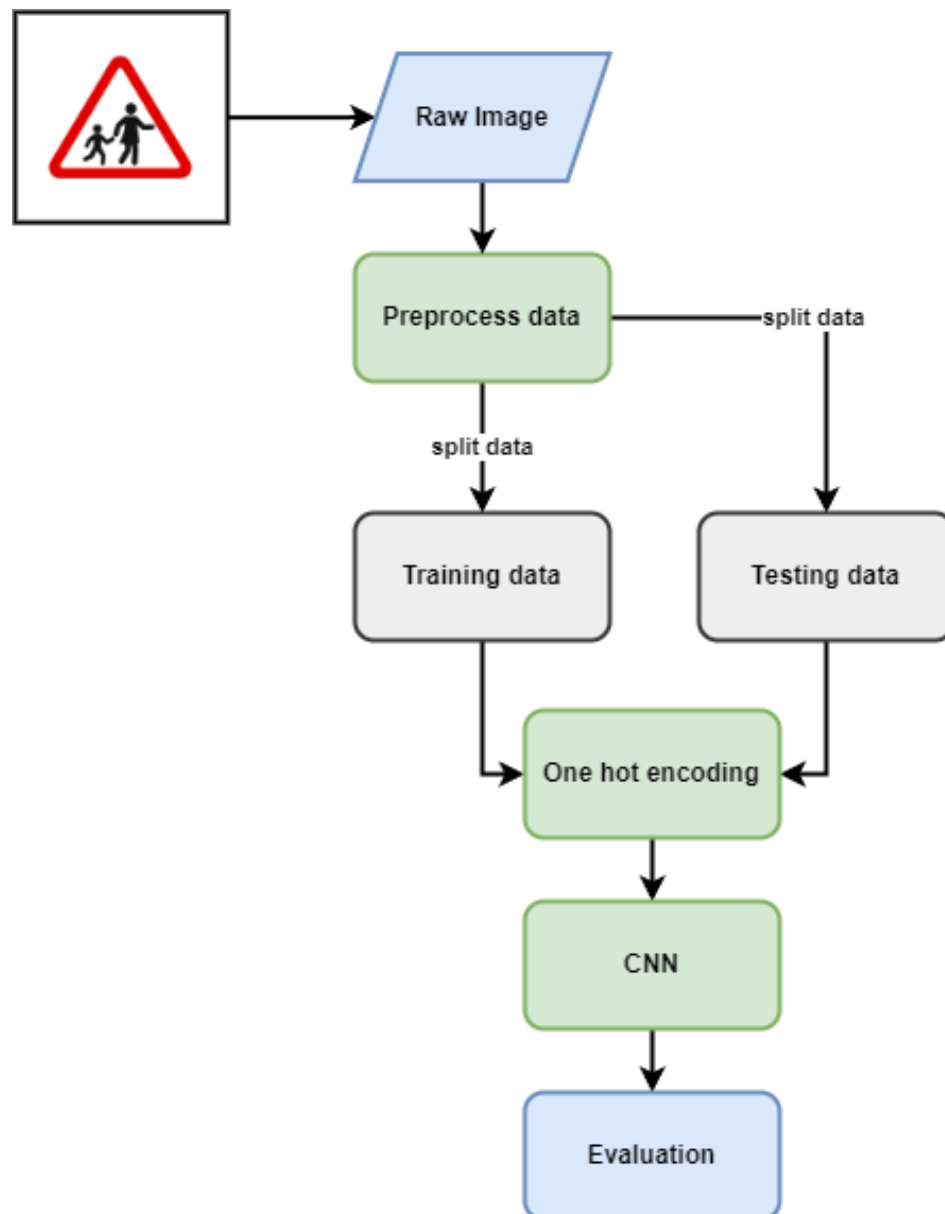 Raw Image
Preprocess data
split data
split data
Training data
Testing data
One hot encoding
CNN
Evaluation